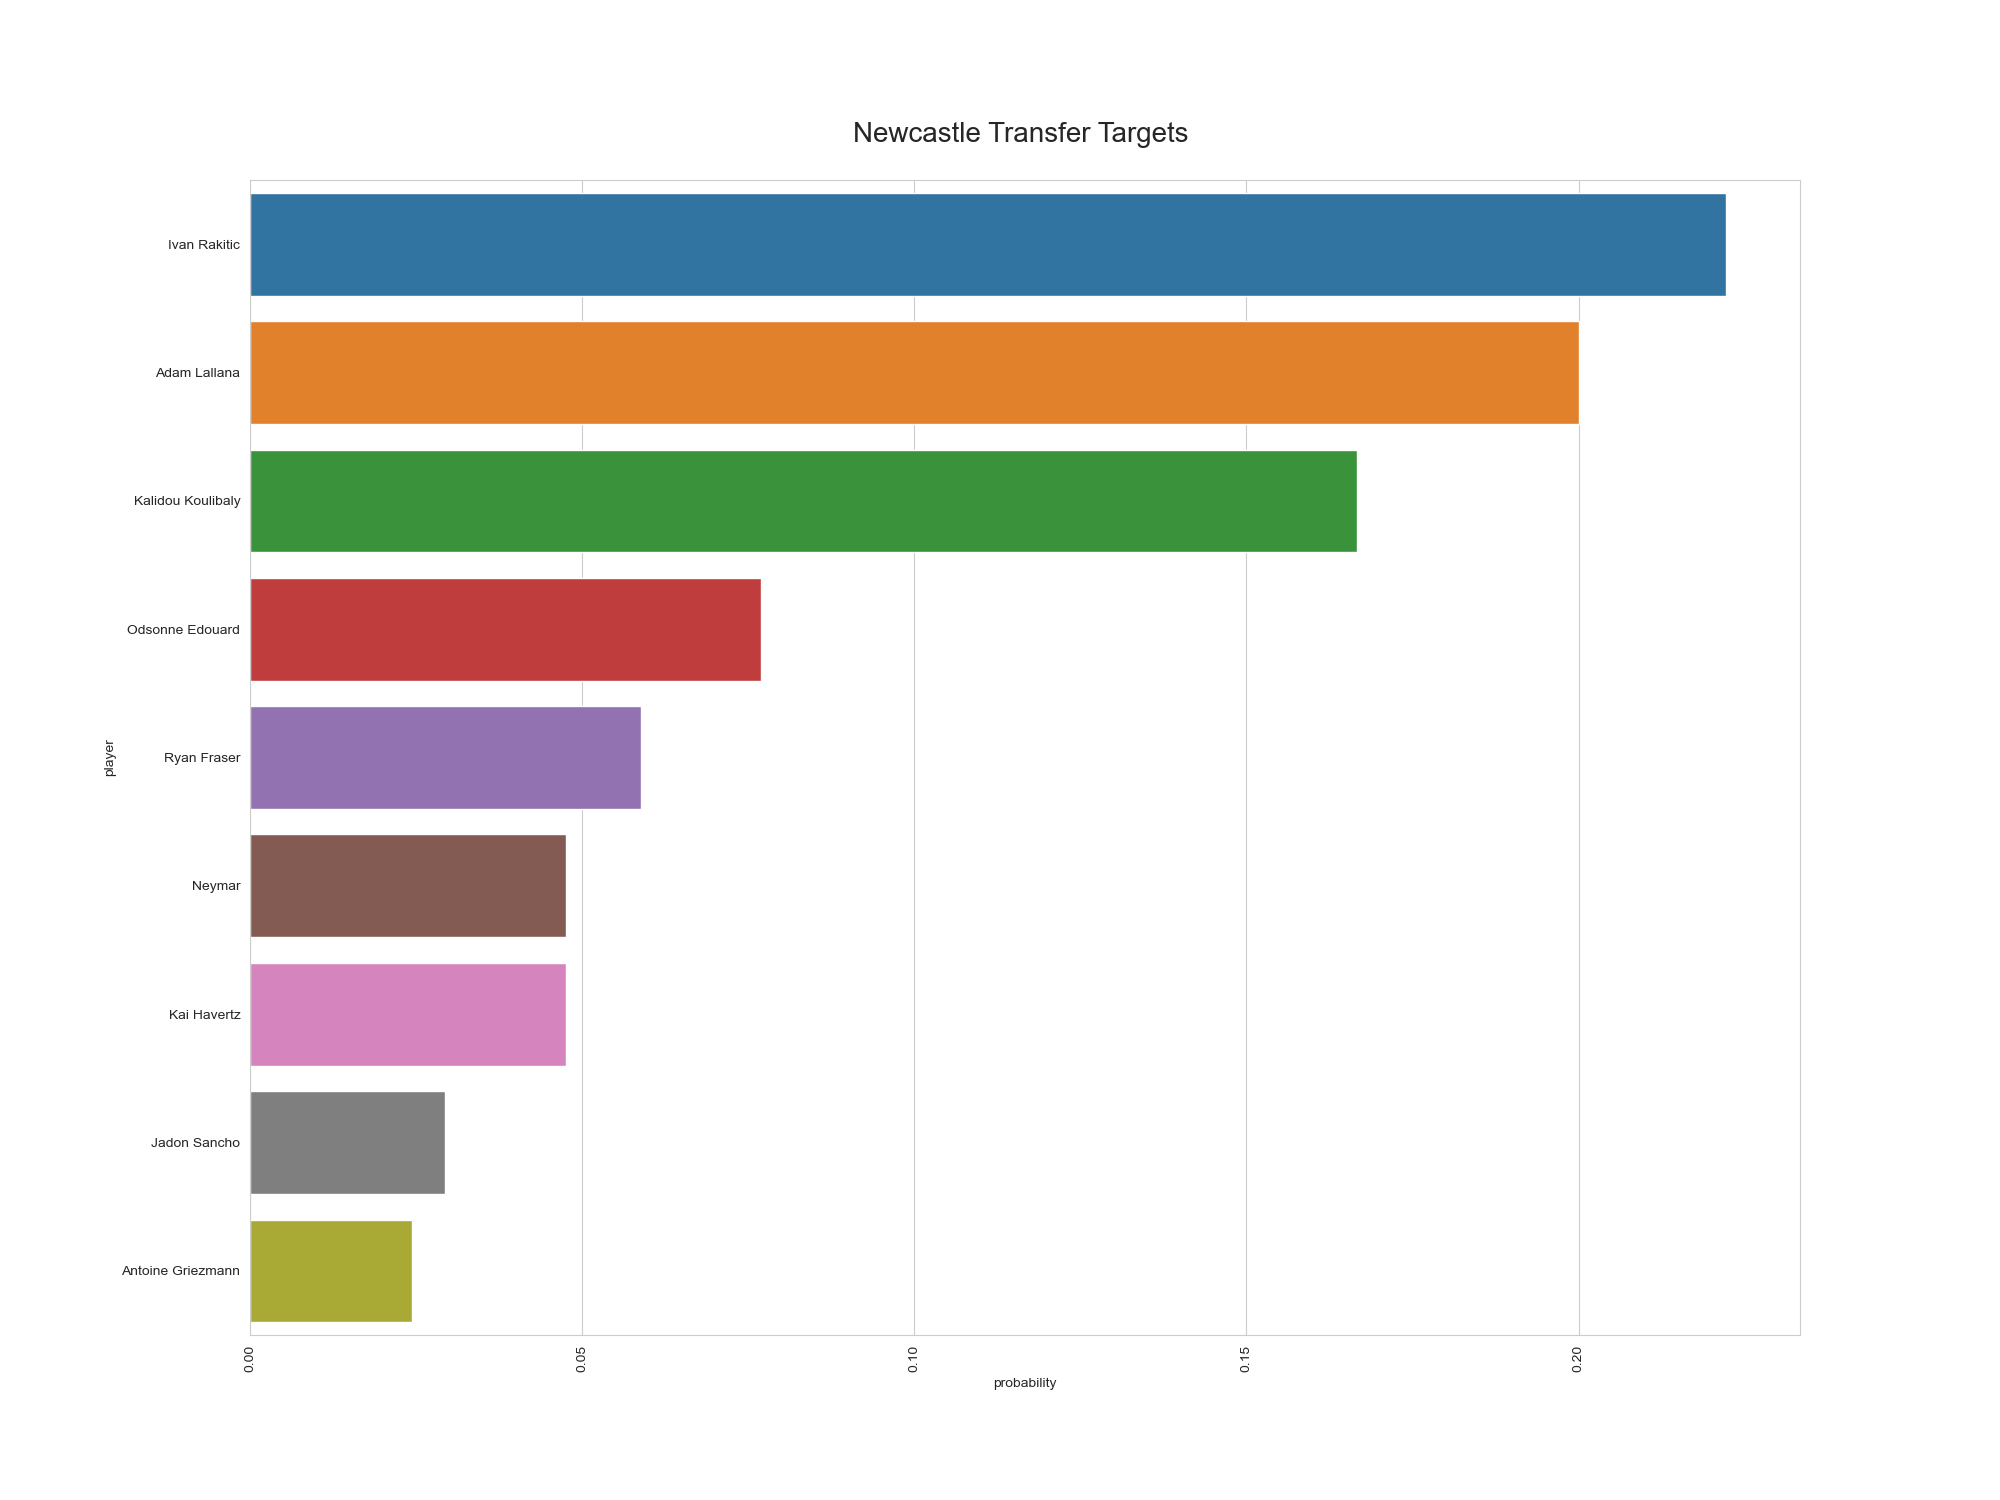 Newcastle Transfer Targets
Ivan Rakitic
Adam Lallana
Kalidou Koulibaly
Odsonne Edouard
Ryan Fraser
Neymar
Kai Havertz
Jadon Sancho
Antoine Griezmann
player
0.00
0.05
0.10
0.15
0.20
probability